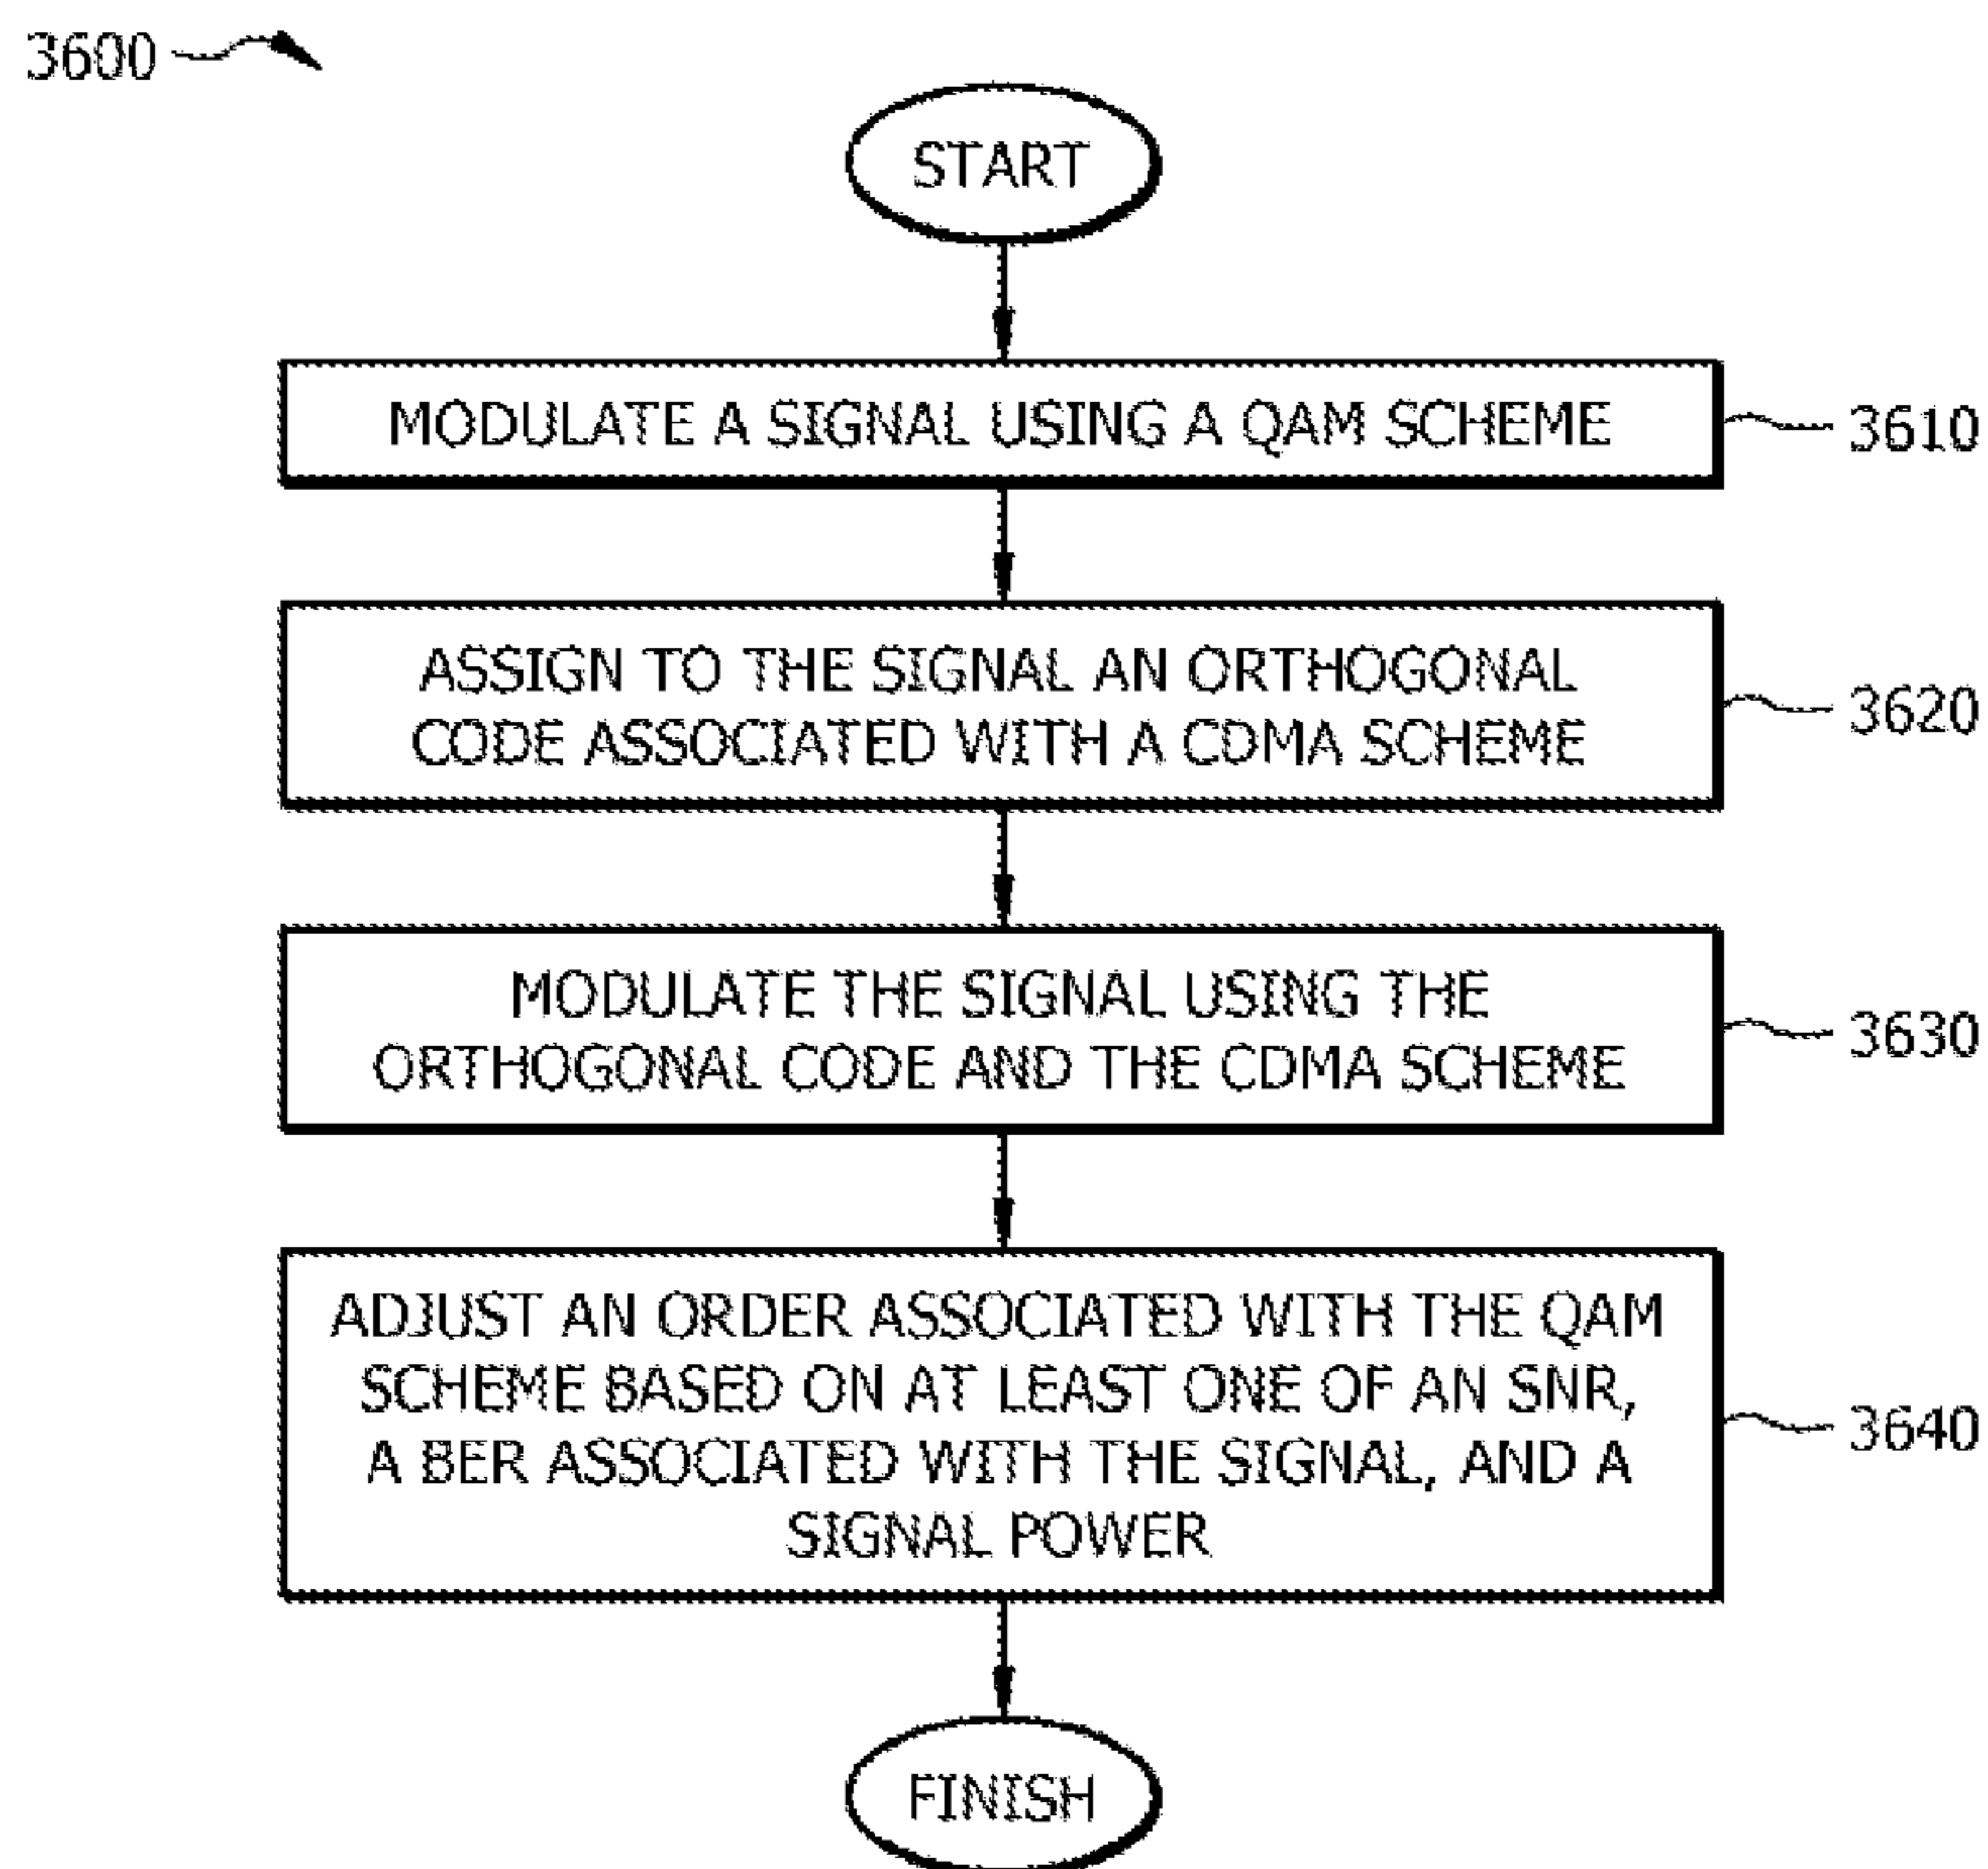 3600
START
MODULATE A SIGNAL USING A QAM SCHEME
3610
ASSIGN TO THE SIGNAL AN ORTHOGONAL
CODE ASSOCIATED WITH A CDMA SCHEME
3620
MODULATE THE SIGNAL USING THE
ORTHOGONAL CODE AND THE CDMA SCHEME
3630
ADJUST AN ORDER ASSOCIATED WITH THE QAM
SCHEME BASED ON AT LEAST ONE OF AN SNR,
A BER ASSOCIATED WITH THE SIGNAL, AND A
SIGNAL POWER
3640
FINISH